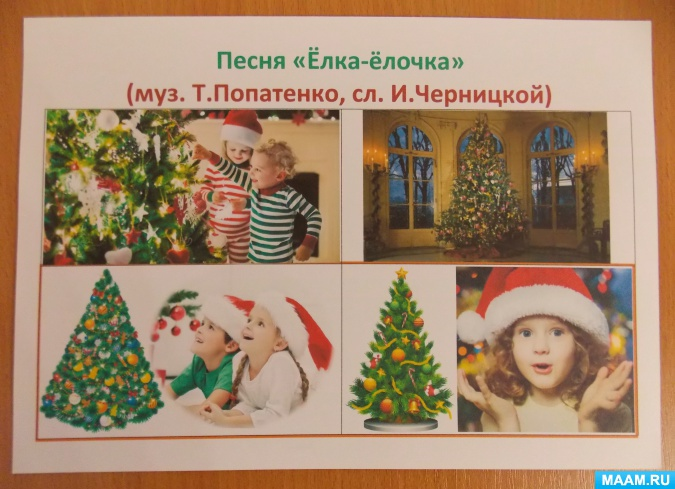 Песня «Ёлка-ёлочка»
(муз. Т.Попатенко, сл. И.Черницкой)
MAAM.RU